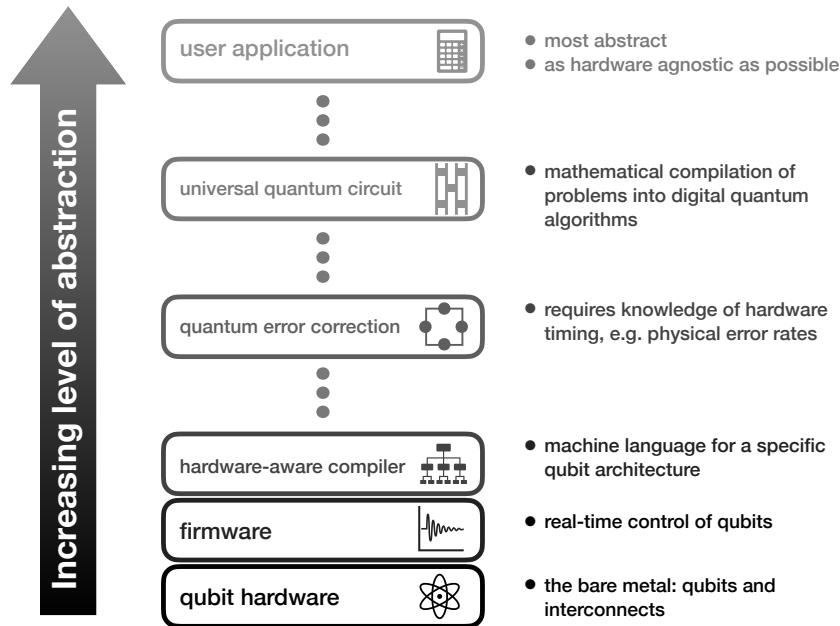 Increasing level of abstraction
user application
• most abstract
• as hardware agnostic as possible
universal quantum circuit
• mathematical compilation of
problems into digital quantum
algorithms
quantum error correction
• requires knowledge of hardware
timing, e.g. physical error rates
hardware-aware compiler
• machine language for a specific
qubit architecture
firmware
• real-time control of qubits
qubit hardware
• the bare metal: qubits and
interconnects